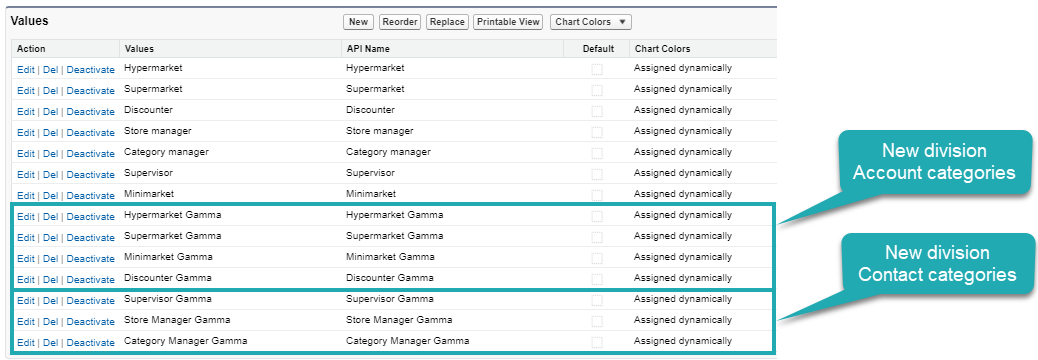 Values New Reorder Replace Printable View Chart Colors ▼
Action Values API Name Default Chart Colors
Edit | Del | Deactivate Hypermarket Hypermarket Assigned dynamically
Edit | Del | Deactivate Supermarket Supermarket Assigned dynamically
Edit | Del | Deactivate Discounter Discounter Assigned dynamically
Edit | Del | Deactivate Store manager Store manager Assigned dynamically
Edit | Del | Deactivate Category manager Category manager Assigned dynamically
Edit | Del | Deactivate Supervisor Supervisor Assigned dynamically
Edit | Del | Deactivate Minimarket Minimarket Assigned dynamically
Edit | Del | Deactivate Hypermarket Gamma Hypermarket Gamma Assigned dynamically
Edit | Del | Deactivate Supermarket Gamma Supermarket Gamma Assigned dynamically
Edit | Del | Deactivate Minimarket Gamma Minimarket Gamma Assigned dynamically
Edit | Del | Deactivate Discounter Gamma Discounter Gamma Assigned dynamically
Edit | Del | Deactivate Supervisor Gamma Supervisor Gamma Assigned dynamically
Edit | Del | Deactivate Store Manager Gamma Store Manager Gamma Assigned dynamically
Edit | Del | Deactivate Category Manager Gamma Category Manager Gamma Assigned dynamically
New division
Account categories
New division
Contact categories